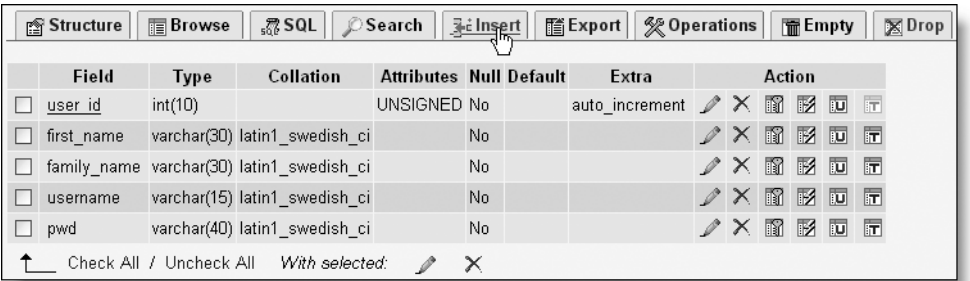 Structure Browse SQL Search Insert Export Operations Empty Drop
Field Type Collation Attributes Null Default Extra Action
user_id int(10) UNSIGNED No auto_increment
first_name varchar(30) latin1_swedish_ci No
family_name varchar(30) latin1_swedish_ci No
username varchar(15) latin1_swedish_ci No
pwd varchar(40) latin1_swedish_ci No
Check All / Uncheck All With selected: